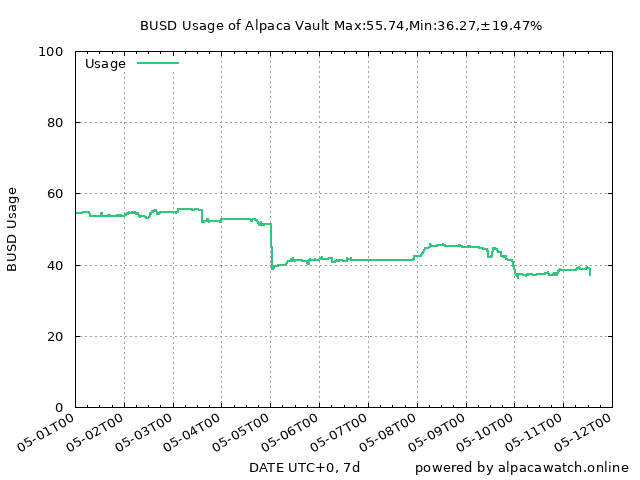 BUSD Usage of Alpaca Vault Max:55.74,Min:36.27,±19.47%
Usage
BUSD Usage
100
80
60
40
20
0
05-01T00
05-02T00
05-03T00
05-04T00
05-05T00
05-06T00
05-07T00
05-08T00
05-09T00
05-10T00
05-11T00
05-12T00
DATE UTC+0, 7d
powered by alpacawatch.online